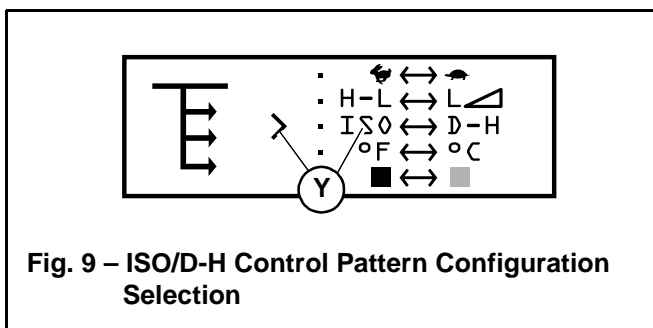 H-L ↔ L
ISO ↔ D-H
°F ↔ °C
Y
Fig. 9 – ISO/D-H Control Pattern Configuration
Selection